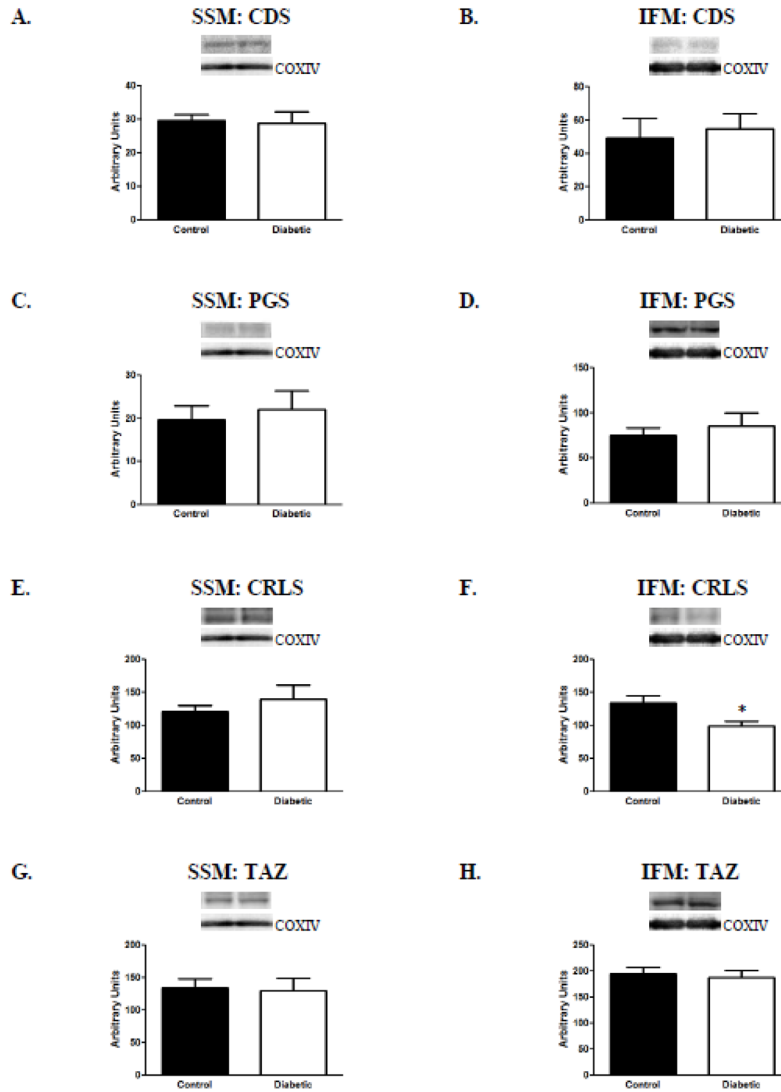 A.
SSM: CDS
COXIV
Arbitrary Units
40
30
20
10
0
Control Diabetic
B.
IFM: CDS
COXIV
Arbitrary Units
80
60
40
20
0
Control Diabetic
C.
SSM: PGS
COXIV
Arbitrary Units
30
20
10
0
Control Diabetic
D.
IFM: PGS
COXIV
Arbitrary Units
150
100
50
0
Control Diabetic
E.
SSM: CRLS
COXIV
Arbitrary Units
200
150
100
50
0
Control Diabetic
F.
IFM: CRLS
COXIV
Arbitrary Units
200
150
100
50
0
*
Control Diabetic
G.
SSM: TAZ
COXIV
Arbitrary Units
200
150
100
50
0
Control Diabetic
H.
IFM: TAZ
COXIV
Arbitrary Units
250
200
150
100
50
0
Control Diabetic